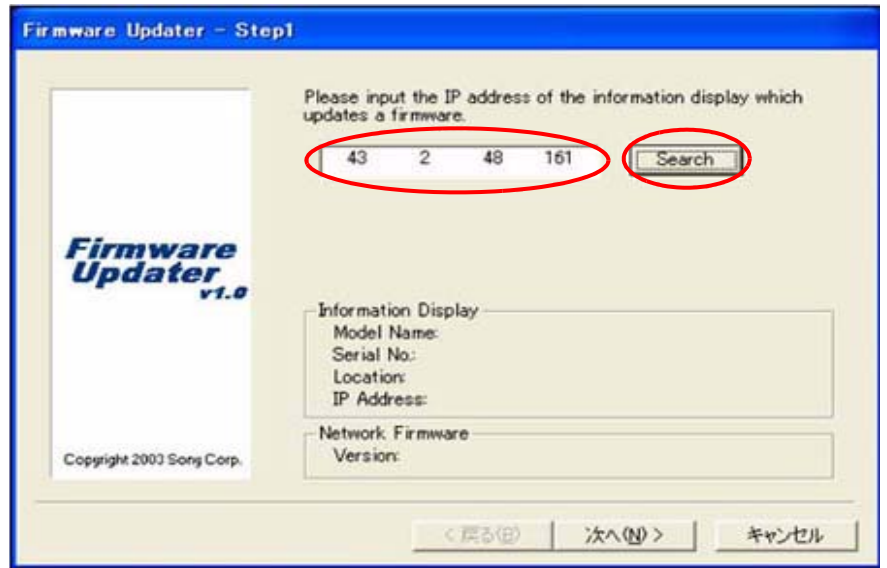 Firmware Updater - Step1
Please input the IP address of the information display which
updates a firmware.
43 2 48 161
Search
Firmware
Updater
v1.0
Information Display
Model Name:
Serial No.:
Location:
IP Address:
Network Firmware
Version:
Copyright 2003 Sony Corp.
< 戻る(B)
次へ(N) >
キャンセル